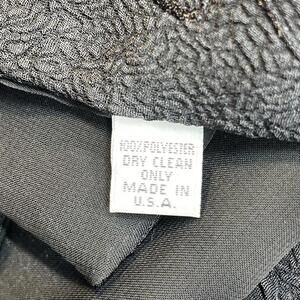 100% POLYESTER
DRY CLEAN
ONLY
MADE IN
U.S.A.